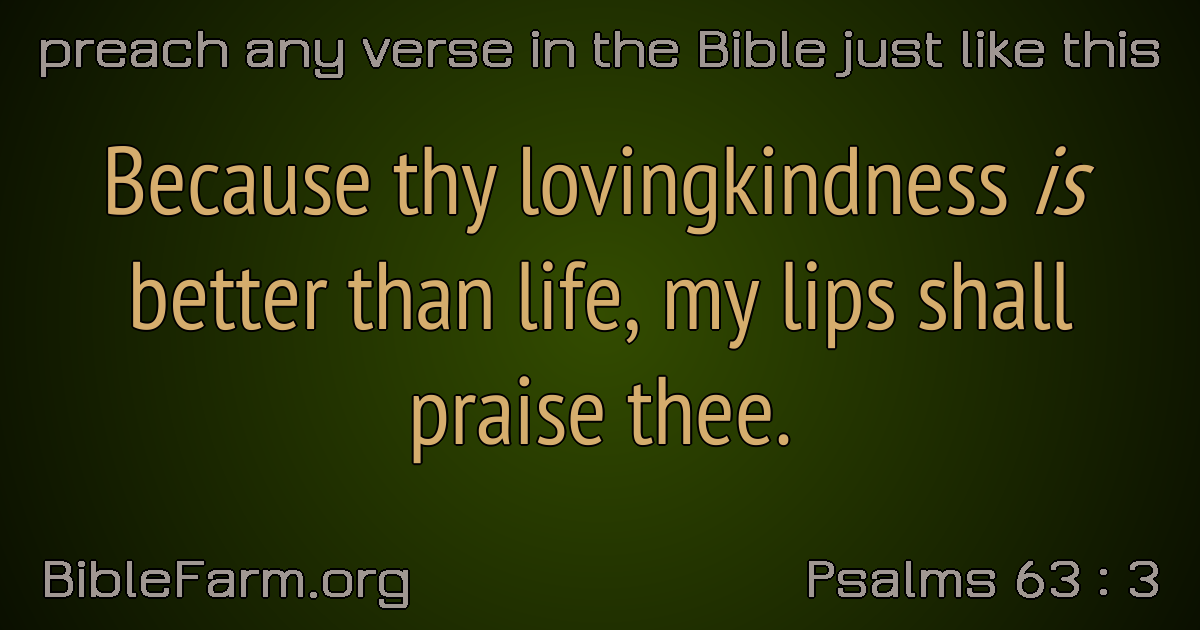 preach any verse in the Bible just like this
Because thy lovingkindness is
better than life, my lips shall
praise thee.
BibleFarm.org
Psalms 63 : 3